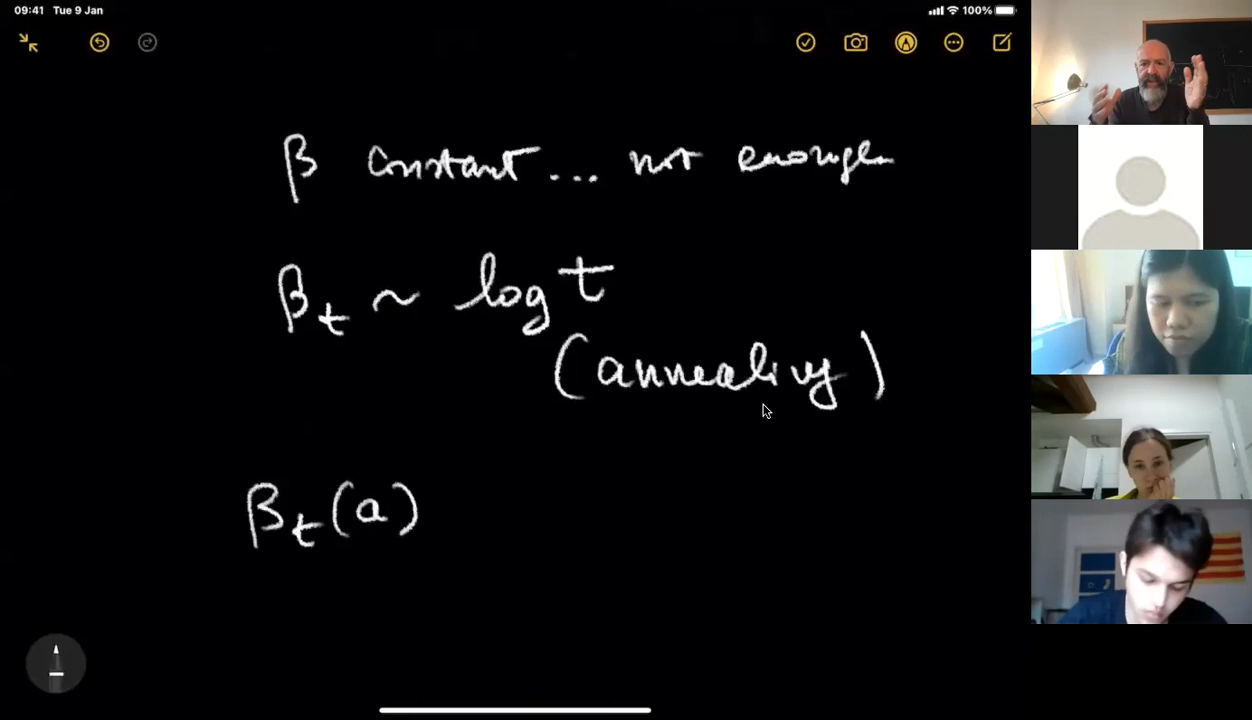 09:41 Tue 9 Jan 100%
β constant... not enough
βt ~ log t
(annealing)
βt(a)